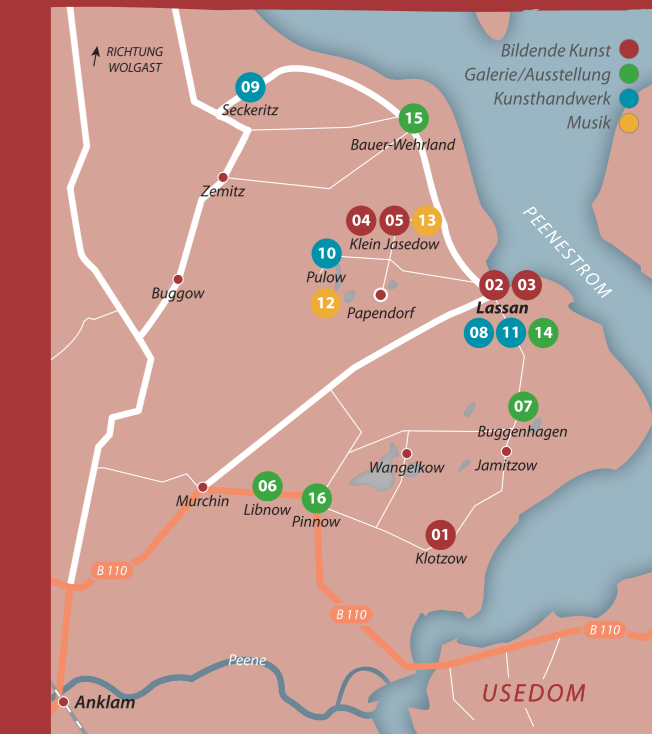 RICHTUNG
WOLGAST
Bildende Kunst
Galerie/Ausstellung
Kunsthandwerk
Musik
09
Seckeritz
15
Bauer-Wehrland
Zemitz
04 05 13
Klein Jasedow
10
Pulow
12
Papendorf
Buggow
PEENESTROM
02 03
Lassan
08 11 14
07
Buggenhagen
Wangelkow
Jamitzow
Murchin
06
Libnow
16
Pinnow
01
Klotzow
B 110
B 110
B 110
Peene
Anklam
USEDOM